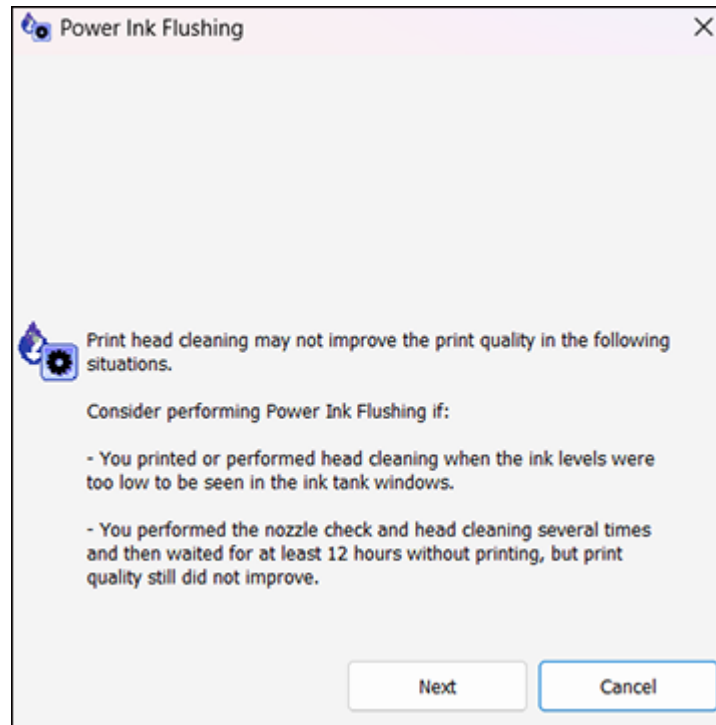 Power Ink Flushing
Print head cleaning may not improve the print quality in the following
situations.
Consider performing Power Ink Flushing if:
- You printed or performed head cleaning when the ink levels were
too low to be seen in the ink tank windows.
- You performed the nozzle check and head cleaning several times
and then waited for at least 12 hours without printing, but print
quality still did not improve.
Next
Cancel